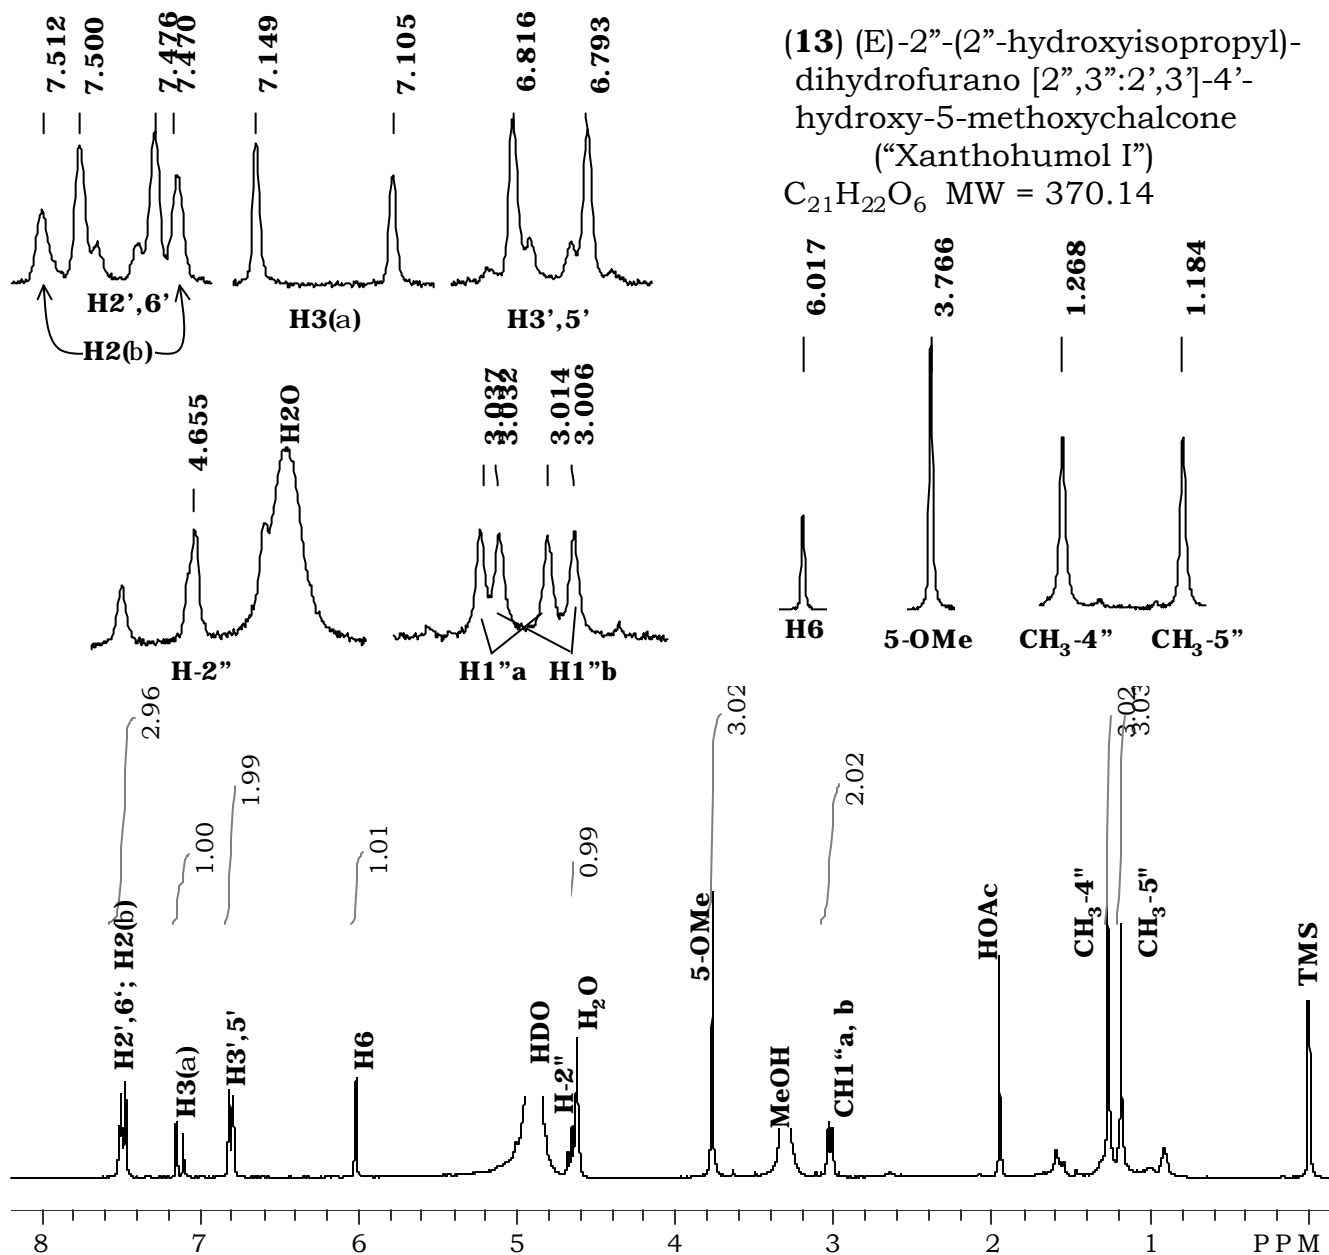 7.512
7.500
7.476
7.470
7.149
7.105
6.816
6.793
(13) (E)-2”-(2”-hydroxyisopropyl)-
dihydrofurano [2”,3”:2’,3’]-4’-
hydroxy-5-methoxychalcone
(“Xanthohumol I”)
C₂₁H₂₂O₆ MW = 370.14
H2’,6’
H2(b)
H3(a)
H3’,5’
6.017
3.766
1.268
1.184
H6
5-OMe
CH₃-4”
CH₃-5”
4.655
H2O
3.037
3.032
3.014
3.006
H-2”
H1”a
H1”b
2.96
1.00
1.99
1.01
0.99
3.02
2.02
3.02
3.03
H2',6‘; H2(b)
H3(a)
H3',5'
H6
HDO
H-2"
H₂O
5-OMe
MeOH
CH1“a, b
HOAc
CH₃-4"
CH₃-5"
TMS
8 7 6 5 4 3 2 1 PPM